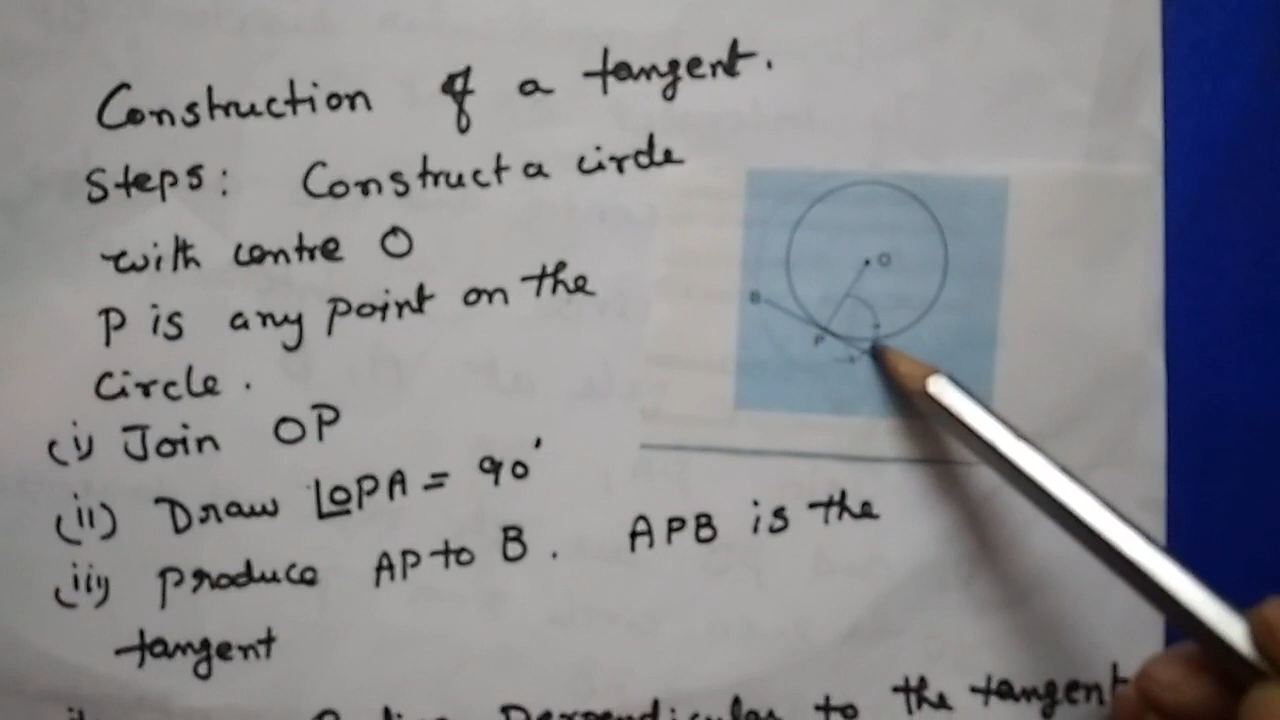 Construction of a tangent.
Steps: Construct a circle
with centre O
P is any point on the
circle.
(i) Join OP
(ii) Draw ∠OPA = 90°
(iii) produce AP to B. APB is the
tangent
perpendicular to the tangent
O
B
P